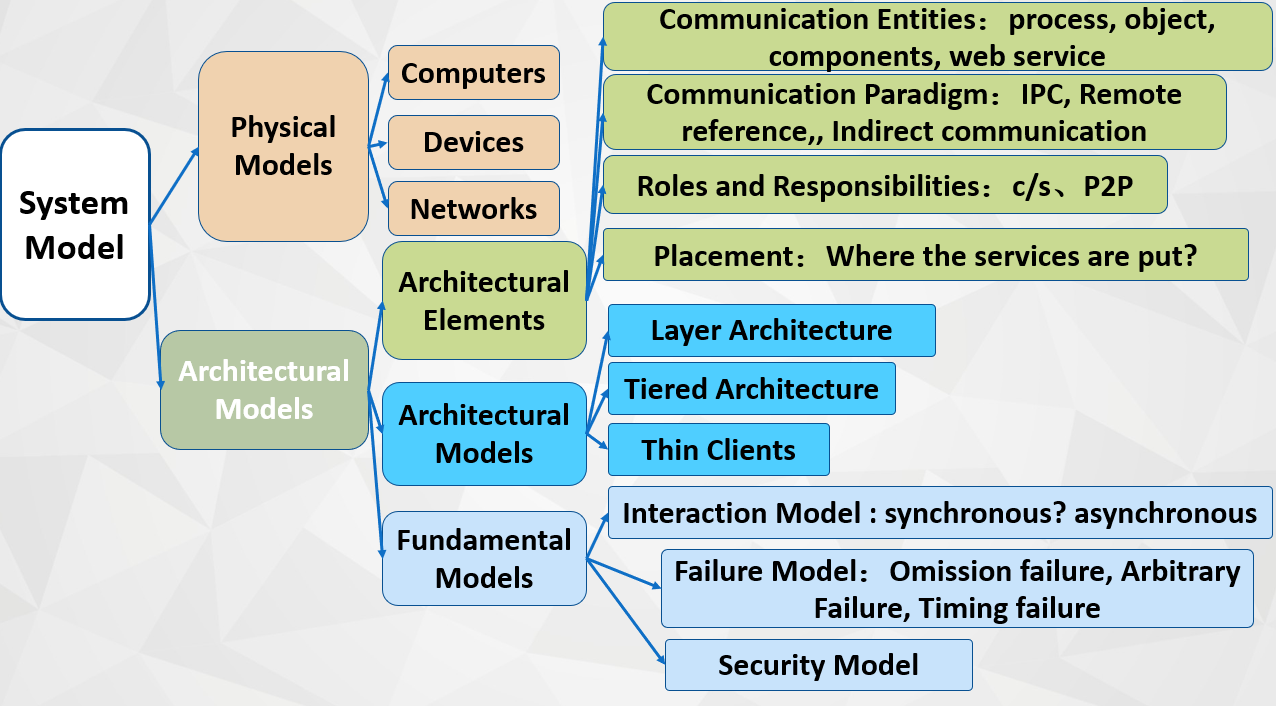 System
Model
Physical
Models
Computers
Devices
Networks
Architectural
Models
Architectural
Elements
Communication Entities： process, object,
components, web service
Communication Paradigm： IPC, Remote
reference,, Indirect communication
Roles and Responsibilities： c/s、P2P
Placement： Where the services are put?
Architectural
Models
Layer Architecture
Tiered Architecture
Thin Clients
Fundamental
Models
Interaction Model : synchronous? asynchronous
Failure Model： Omission failure, Arbitrary
Failure, Timing failure
Security Model